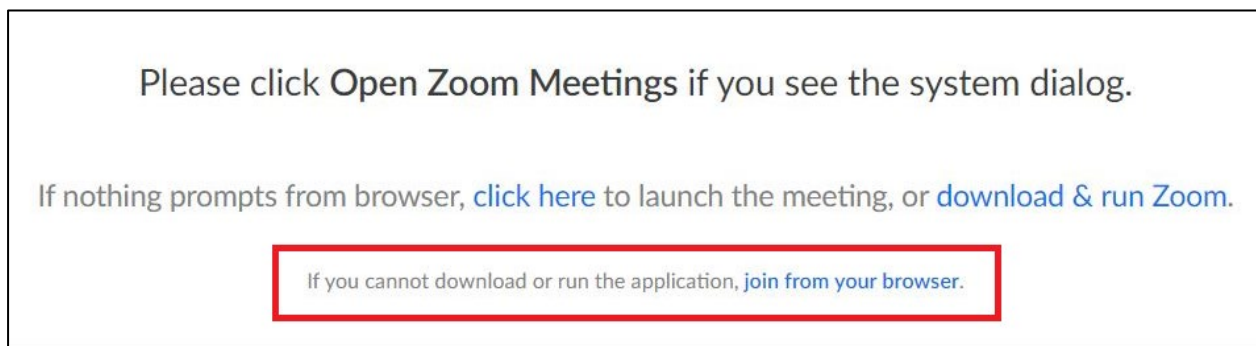 Please click Open Zoom Meetings if you see the system dialog.
If nothing prompts from browser, click here to launch the meeting, or download & run Zoom.
If you cannot download or run the application, join from your browser.